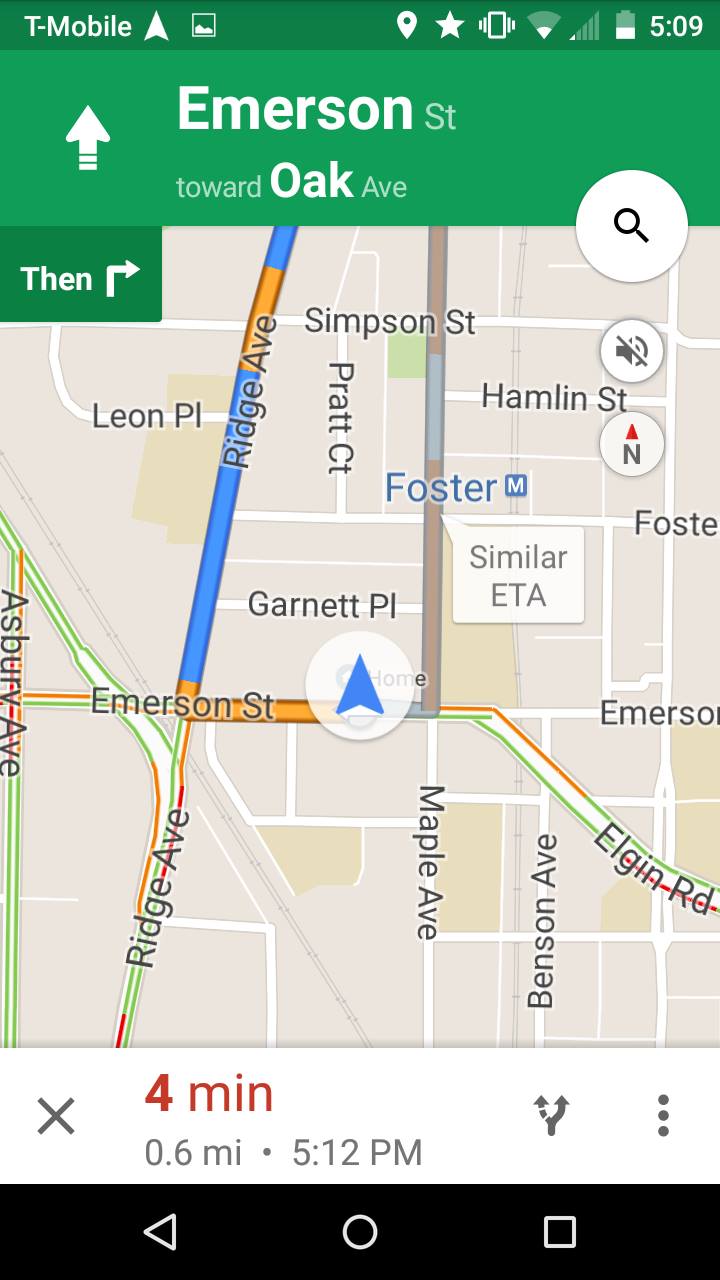 T-Mobile
5:09
Emerson St
toward Oak Ave
Then
Simpson St
Ridge Ave
Pratt Ct
Hamlin St
Leon Pl
N
Foster M
Foste
Similar
ETA
Garnett Pl
Asbury Ave
Home
Emerson St
Emerson
Maple Ave
Ridge Ave
Elgin Rd
Benson Ave
4 min
0.6 mi • 5:12 PM